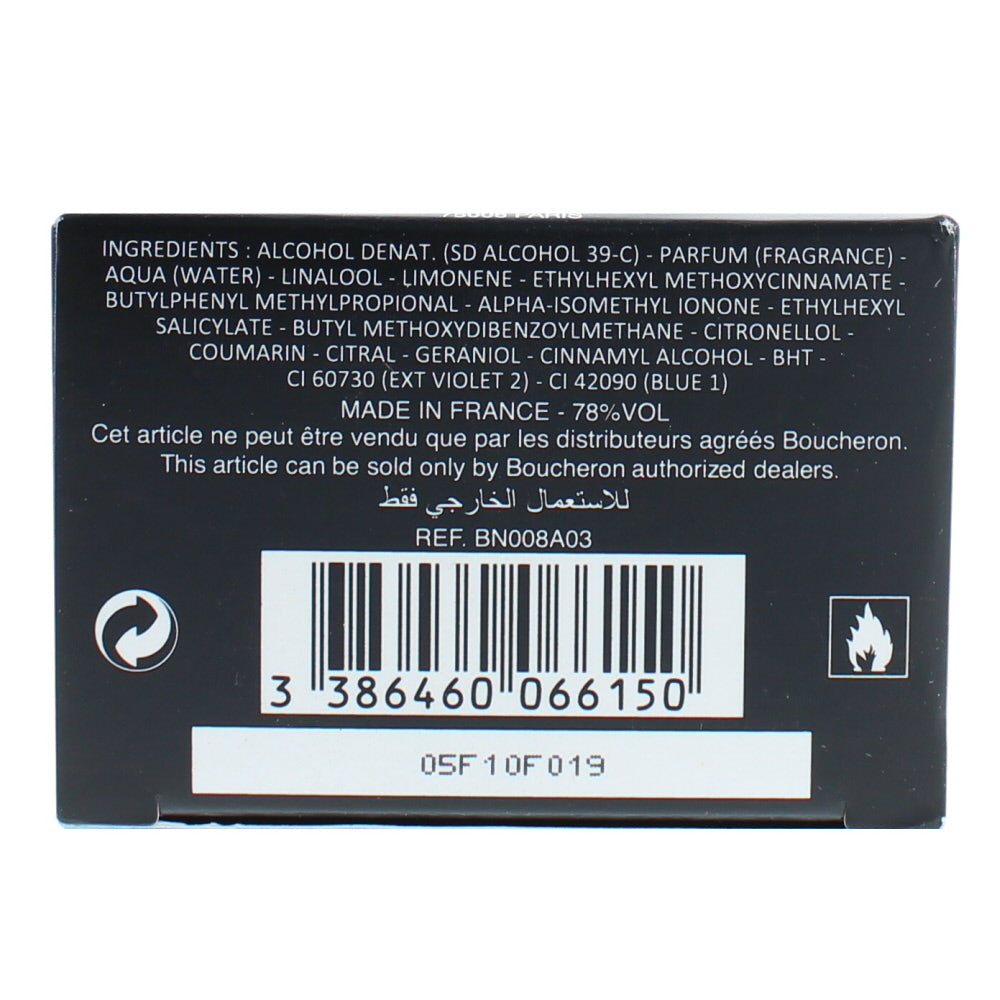 INGREDIENTS : ALCOHOL DENAT. (SD ALCOHOL 39-C) - PARFUM (FRAGRANCE) -
AQUA (WATER) - LINALOOL - LIMONENE - ETHYLHEXYL METHOXYCINNAMATE -
BUTYLPHENYL METHYLPROPIONAL - ALPHA-ISOMETHYL IONONE - ETHYLHEXYL
SALICYLATE - BUTYL METHOXYDIBENZOYLMETHANE - CITRONELLOL -
COUMARIN - CITRAL - GERANIOL - CINNAMYL ALCOHOL - BHT -
CI 60730 (EXT VIOLET 2) - CI 42090 (BLUE 1)
MADE IN FRANCE - 78%VOL
Cet article ne peut être vendu que par les distributeurs agréés Boucheron.
This article can be sold only by Boucheron authorized dealers.
للاستعمال الخارجي فقط
REF. BN008A03
3 386460 066150
05F10F019